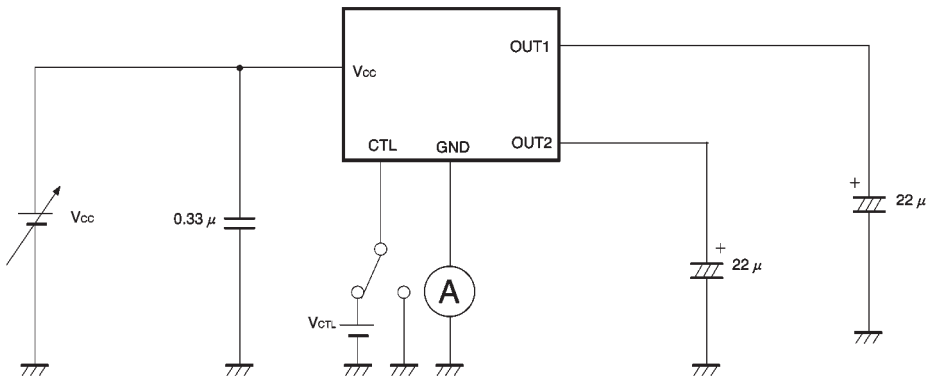 OUT1
Vcc
CTL
GND
OUT2
Vcc
0.33 μ
+
22 μ
+
22 μ
A
VCTL